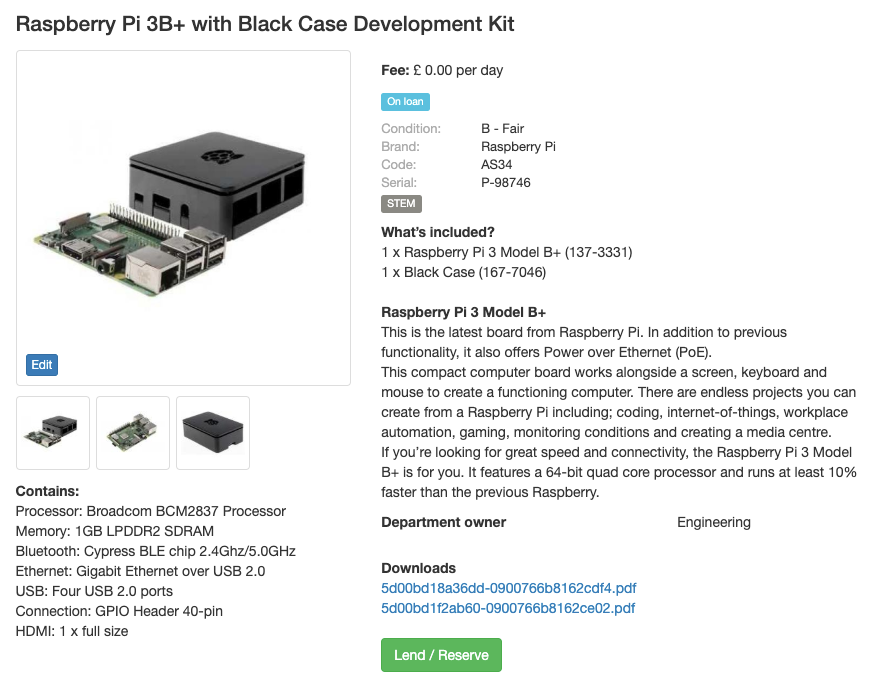 Raspberry Pi 3B+ with Black Case Development Kit
Edit
Contains:
Processor: Broadcom BCM2837 Processor
Memory: 1GB LPDDR2 SDRAM
Bluetooth: Cypress BLE chip 2.4Ghz/5.0GHz
Ethernet: Gigabit Ethernet over USB 2.0
USB: Four USB 2.0 ports
Connection: GPIO Header 40-pin
HDMI: 1 x full size
Fee: £ 0.00 per day
On loan
Condition: B - Fair
Brand: Raspberry Pi
Code: AS34
Serial: P-98746
STEM
What's included?
1 x Raspberry Pi 3 Model B+ (137-3331)
1 x Black Case (167-7046)
Raspberry Pi 3 Model B+
This is the latest board from Raspberry Pi. In addition to previous
functionality, it also offers Power over Ethernet (PoE).
This compact computer board works alongside a screen, keyboard and
mouse to create a functioning computer. There are endless projects you can
create from a Raspberry Pi including; coding, internet-of-things, workplace
automation, gaming, monitoring conditions and creating a media centre.
If you're looking for great speed and connectivity, the Raspberry Pi 3 Model
B+ is for you. It features a 64-bit quad core processor and runs at least 10%
faster than the previous Raspberry.
Department owner Engineering
Downloads
5d00bd18a36dd-0900766b8162cdf4.pdf
5d00bd1f2ab60-0900766b8162ce02.pdf
Lend / Reserve